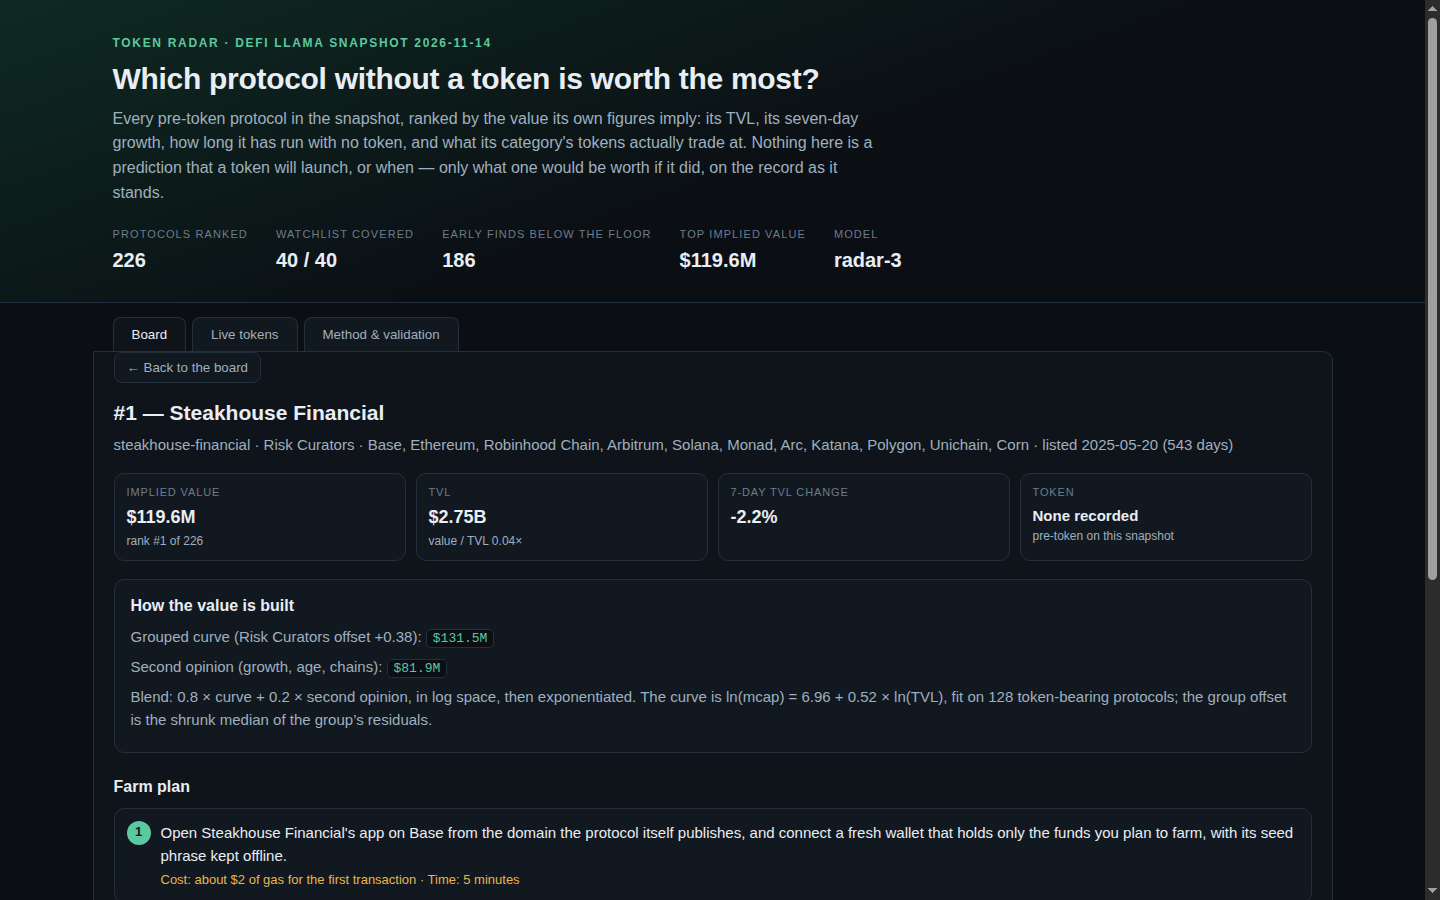 TOKEN RADAR · DEFI LLAMA SNAPSHOT 2026-11-14
Which protocol without a token is worth the most?
Every pre-token protocol in the snapshot, ranked by the value its own figures imply: its TVL, its seven-day
growth, how long it has run with no token, and what its category's tokens actually trade at. Nothing here is a
prediction that a token will launch, or when — only what one would be worth if it did, on the record as it
stands.
PROTOCOLS RANKED
226
WATCHLIST COVERED
40 / 40
EARLY FINDS BELOW THE FLOOR
186
TOP IMPLIED VALUE
$119.6M
MODEL
radar-3
Board
Live tokens
Method & validation
← Back to the board
#1 — Steakhouse Financial
steakhouse-financial · Risk Curators · Base, Ethereum, Robinhood Chain, Arbitrum, Solana, Monad, Arc, Katana, Polygon, Unichain, Corn · listed 2025-05-20 (543 days)
IMPLIED VALUE
$119.6M
rank #1 of 226
TVL
$2.75B
value / TVL 0.04×
7-DAY TVL CHANGE
-2.2%
TOKEN
None recorded
pre-token on this snapshot
How the value is built
Grouped curve (Risk Curators offset +0.38): $131.5M
Second opinion (growth, age, chains): $81.9M
Blend: 0.8 × curve + 0.2 × second opinion, in log space, then exponentiated. The curve is ln(mcap) = 6.96 + 0.52 × ln(TVL), fit on 128 token-bearing protocols; the group offset
is the shrunk median of the group's residuals.
Farm plan
1
Open Steakhouse Financial's app on Base from the domain the protocol itself publishes, and connect a fresh wallet that holds only the funds you plan to farm, with its seed
phrase kept offline.
Cost: about $2 of gas for the first transaction · Time: 5 minutes